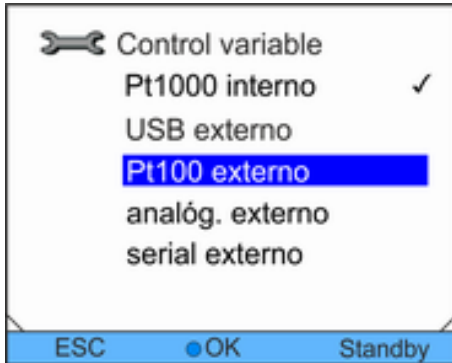 Control variable
Pt1000 interno ✓
USB externo
Pt100 externo
analóg. externo
serial externo
ESC OK Standby